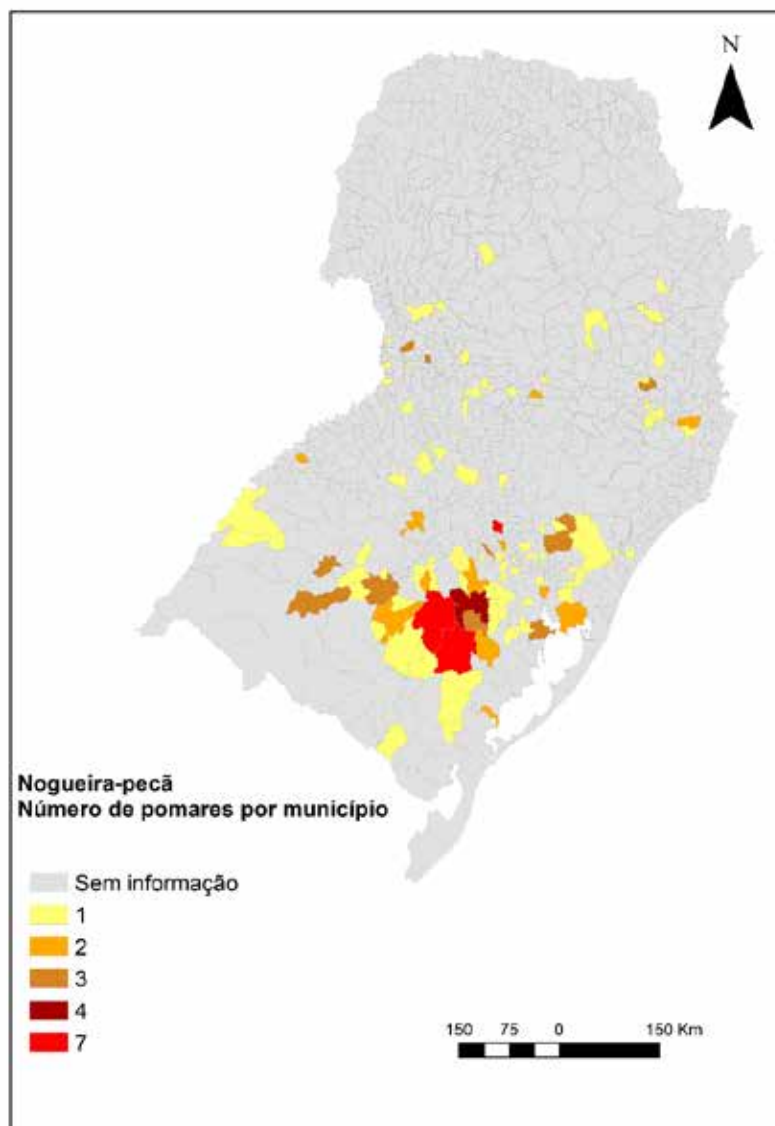 N
Nogueira-pecã
Número de pomares por município
Sem informação
1
2
3
4
7
150 75 0 150 Km